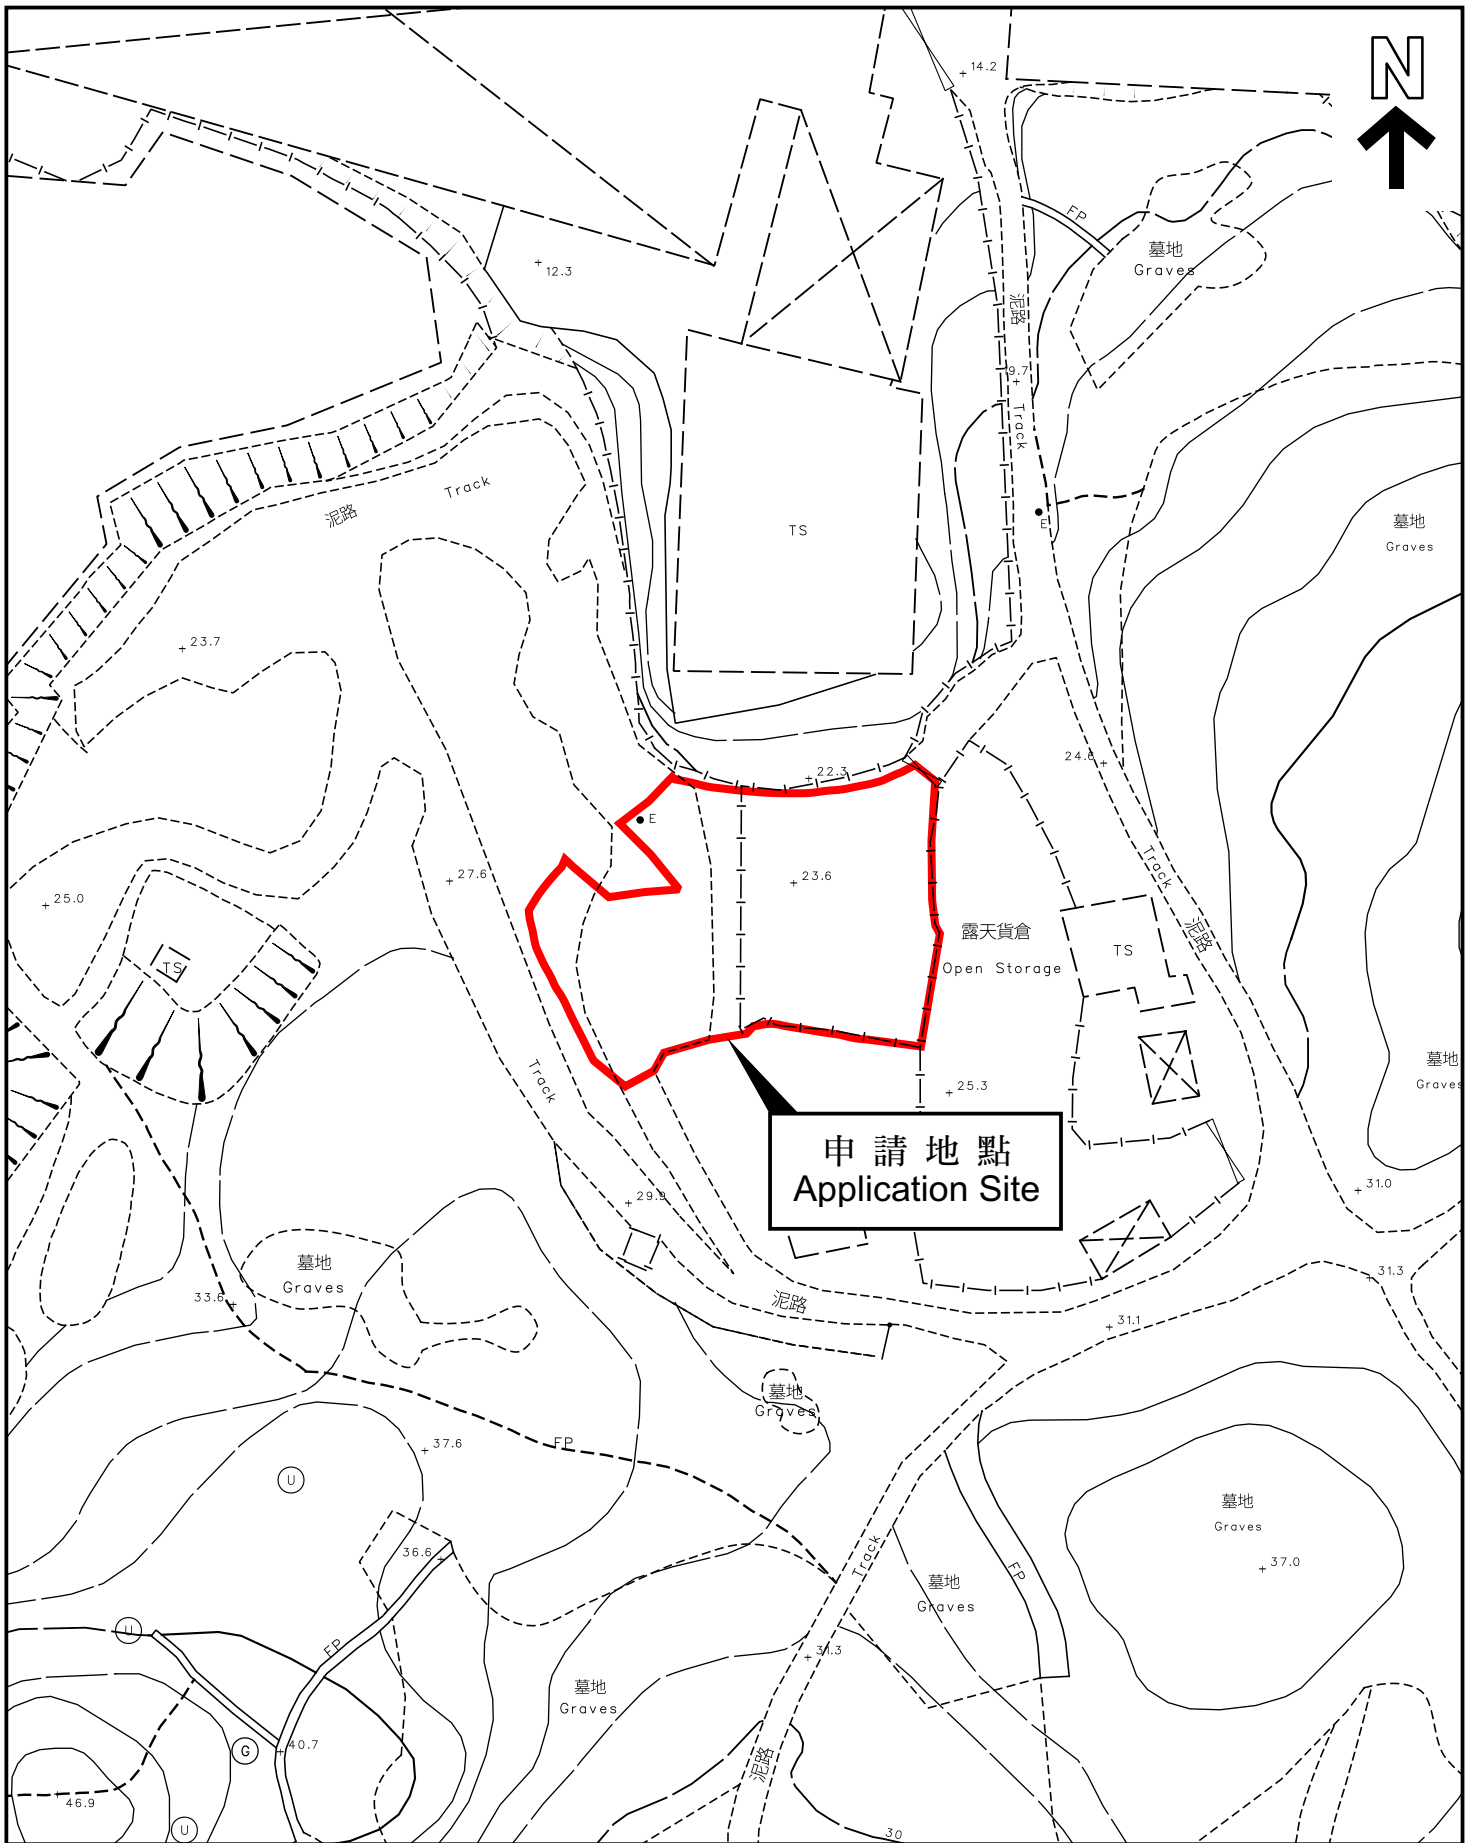 N
14.2
FP
墓地
Graves
12.3
泥路
9.7
Track
Track
泥路
TS
E
墓地
Graves
23.7
24.6
22.3
E
27.6
23.6
Track
25.0
TS
露天貨倉
Open Storage
TS
泥路
墓地
Graves
Track
25.3
申請地點
Application Site
29.9
31.0
墓地
Graves
33.6
泥路
31.3
31.1
墓地
Graves
37.6
FP
U
墓地
Graves
37.0
36.6
Track
FP
墓地
Graves
U
FP
31.3
墓地
Graves
G
40.7
泥路
46.9
U
30